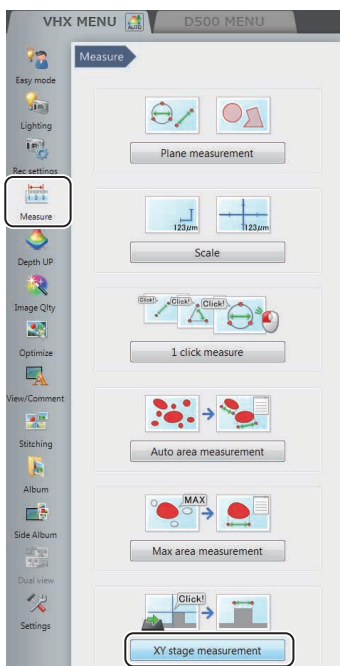 VHX MENU AUTO
D500 MENU
Measure
Easy mode
Lighting
Rec settings
Measure
Depth UP
Image Qlty
Optimize
View/Comment
Stitching
Album
Side Album
Dual view
Settings
Plane measurement
123µm
123µm
Scale
Click!
Click!
Click!
1 click measure
Auto area measurement
MAX
Max area measurement
Click!
XY stage measurement